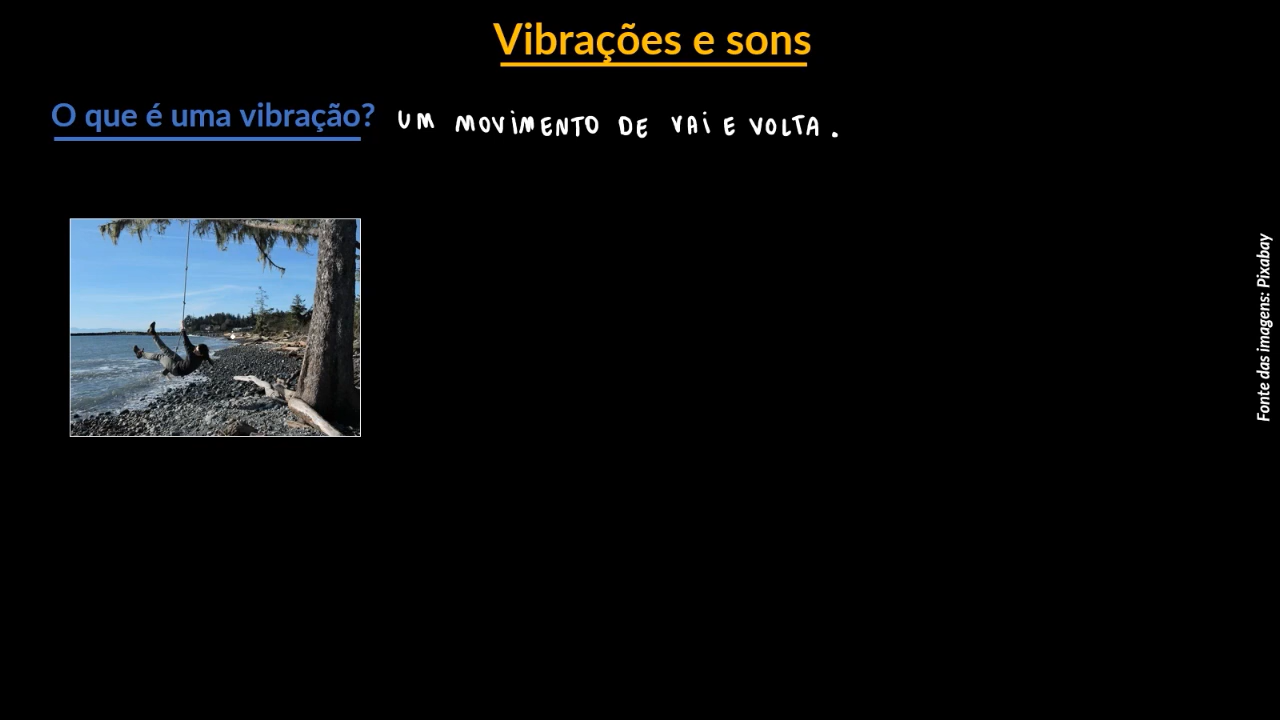 Vibrações e sons
O que é uma vibração? UM MOVIMENTO DE VAI E VOLTA.
Fonte das imagens: Pixabay